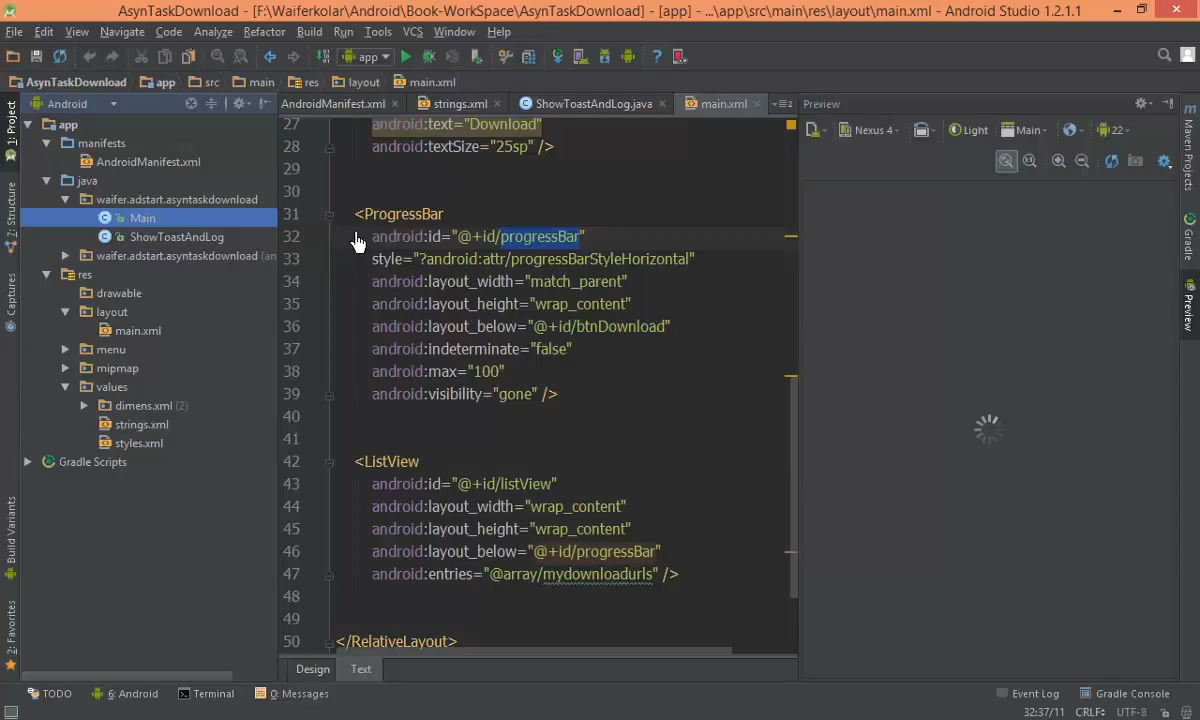 AsynTaskDownload - [F:\Waiferkolar\Android\Book-WorkSpace\AsynTaskDownload] - [app] - ...\app\src\main\res\layout\main.xml - Android Studio 1.2.1.1
File Edit View Navigate Code Analyze Refactor Build Run Tools VCS Window Help
app
AsynTaskDownload app src main res layout main.xml
Android
AndroidManifest.xml strings.xml ShowToastAndLog.java main.xml
Preview
Nexus 4 Light Main 22
1: Project
7: Structure
Captures
Build Variants
2: Favorites
app
manifests
AndroidManifest.xml
java
waifer.adstart.asyntaskdownload
Main
ShowToastAndLog
waifer.adstart.asyntaskdownload (an
res
drawable
layout
main.xml
menu
mipmap
values
dimens.xml (2)
strings.xml
styles.xml
Gradle Scripts
27 android:text="Download"
28 android:textSize="25sp" />
29
30
31 <ProgressBar
32 android:id="@+id/progressBar"
33 style="?android:attr/progressBarStyleHorizontal"
34 android:layout_width="match_parent"
35 android:layout_height="wrap_content"
36 android:layout_below="@+id/btnDownload"
37 android:indeterminate="false"
38 android:max="100"
39 android:visibility="gone" />
40
41
42 <ListView
43 android:id="@+id/listView"
44 android:layout_width="wrap_content"
45 android:layout_height="wrap_content"
46 android:layout_below="@+id/progressBar"
47 android:entries="@array/mydownloadurls" />
48
49
50 </RelativeLayout>
Design Text
Maven Projects
Gradle
Preview
TODO 6: Android Terminal 0: Messages Event Log Gradle Console
32:37/11 CRLF UTF-8